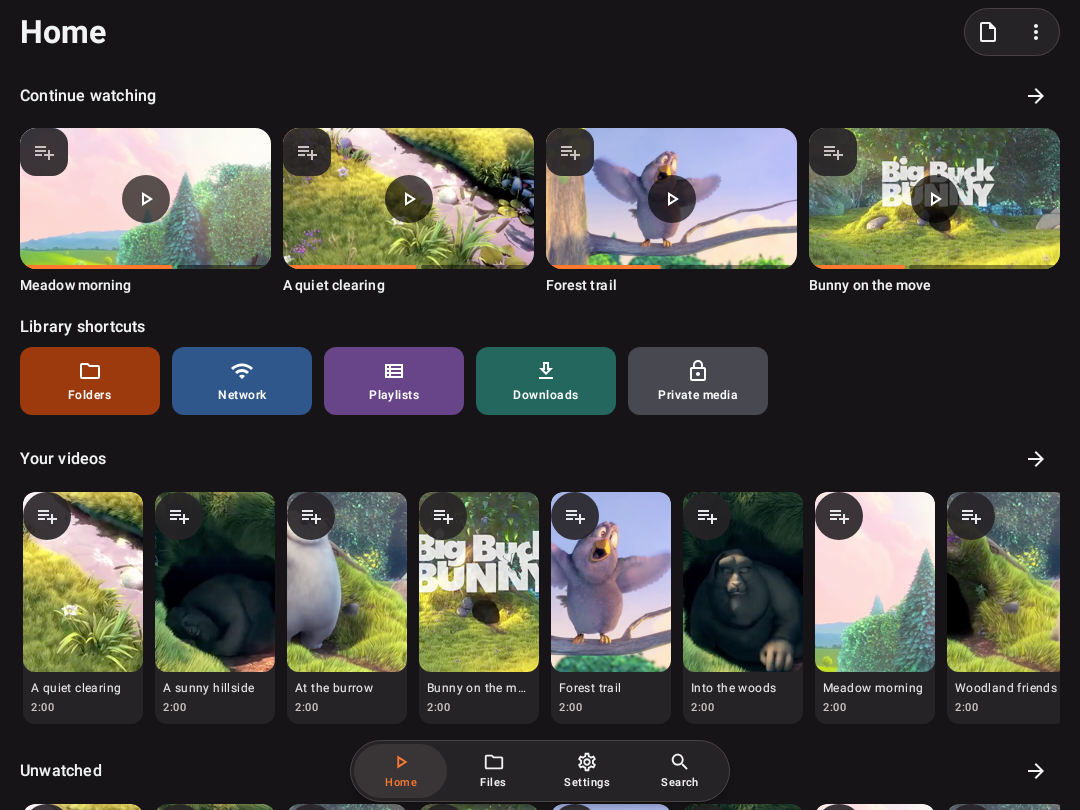 Home
Continue watching
Big Buck
BUNNY
Meadow morning
A quiet clearing
Forest trail
Bunny on the move
Library shortcuts
Folders
Network
Playlists
Downloads
Private media
Your videos
Big Buck
BUNNY
A quiet clearing
2:00
A sunny hillside
2:00
At the burrow
2:00
Bunny on the m…
2:00
Forest trail
2:00
Into the woods
2:00
Meadow morning
2:00
Woodland friends
2:00
Unwatched
Home
Files
Settings
Search